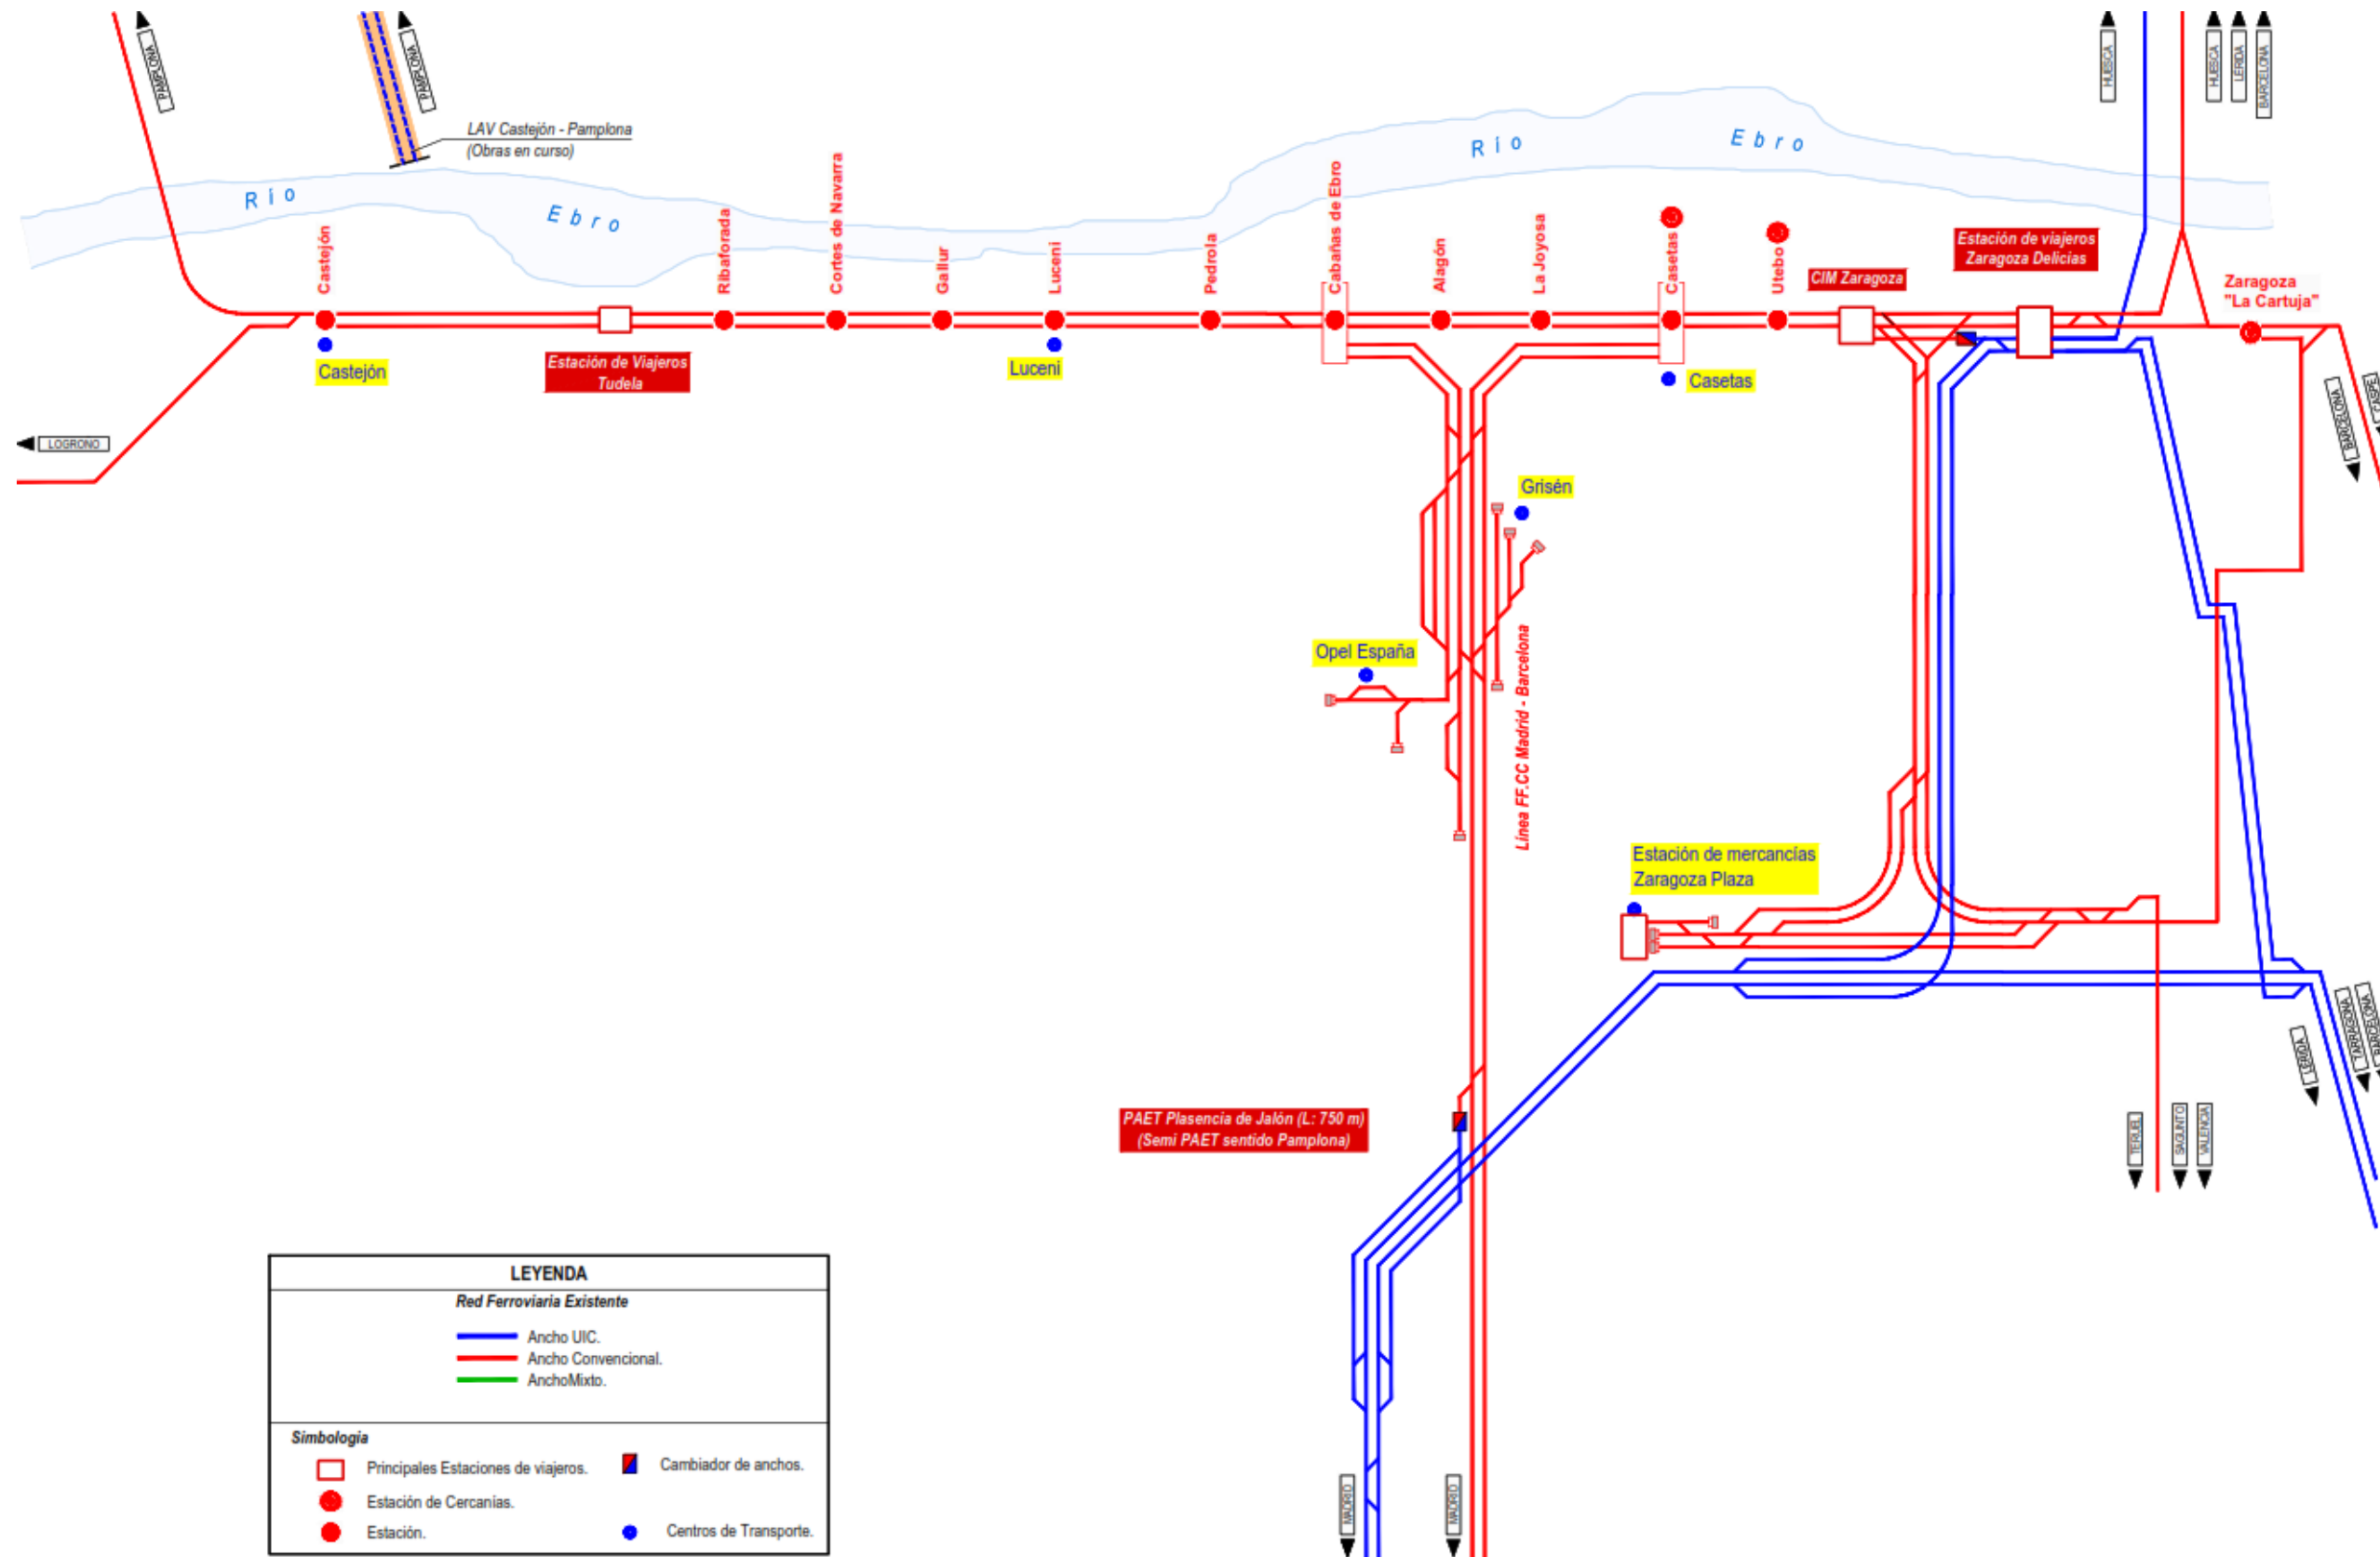 PAMPLONA
PAMPLONA
HUESCA
HUESCA
LERIDA
BARCELONA
LAV Castejón - Pamplona
(Obras en curso)
Río
Ebro
Río
Ebro
Castejón
Ribaforada
Cortes de Navarra
Gallur
Luceni
Pedrola
Cabañas de Ebro
Alagón
La Joyosa
Casetas
Utebo
CIM Zaragoza
Estación de viajeros
Zaragoza Delicias
Zaragoza
"La Cartuja"
Castejón
Estación de Viajeros
Tudela
Luceni
Casetas
LOGROÑO
BARCELONA
CASPE
Grisén
Opel España
Línea FF.CC Madrid - Barcelona
Estación de mercancías
Zaragoza Plaza
LERIDA
TARRAGONA
BARCELONA
PAET Plasencia de Jalón (L: 750 m)
(Semi PAET sentido Pamplona)
TERUEL
SAGUNTO
VALENCIA
MADRID
MADRID
LEYENDA
Red Ferroviaria Existente
Ancho UIC.
Ancho Convencional.
AnchoMixto.
Simbología
Principales Estaciones de viajeros.
Cambiador de anchos.
Estación de Cercanías.
Estación.
Centros de Transporte.